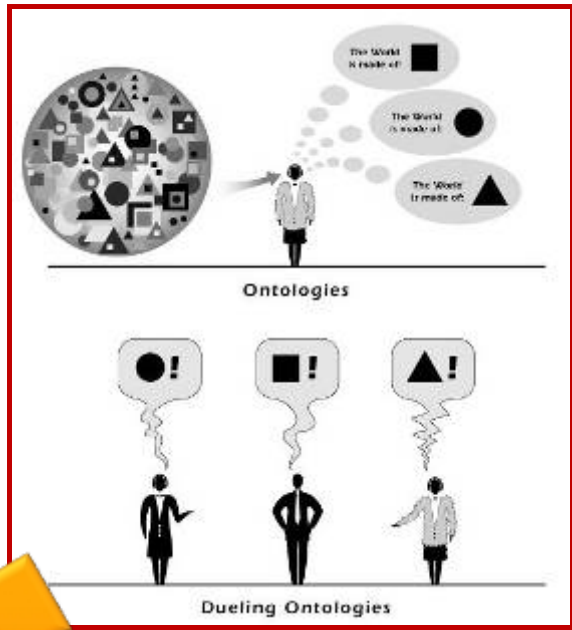 The World
is made of:
The World
is made of:
The World
is made of:
Ontologies
!
!
!
Dueling Ontologies